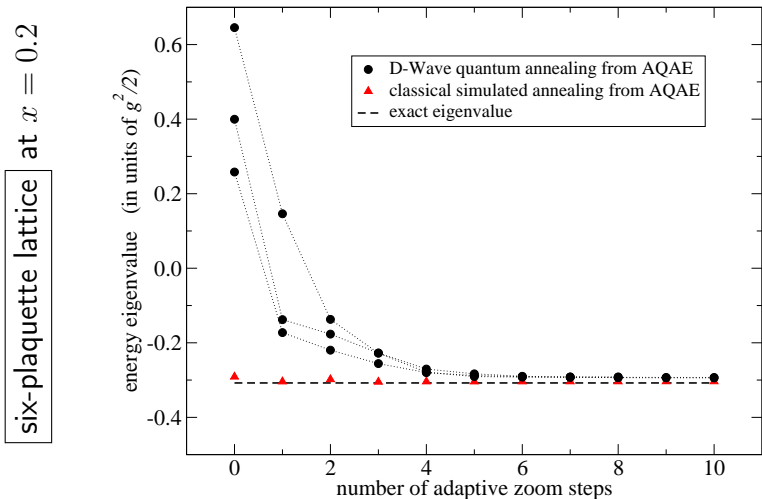 six-plaquette lattice at x = 0.2
energy eigenvalue (in units of g²/2)
0.6
0.4
0.2
0.0
-0.2
-0.4
D-Wave quantum annealing from AQAE
classical simulated annealing from AQAE
exact eigenvalue
0 2 4 6 8 10
number of adaptive zoom steps